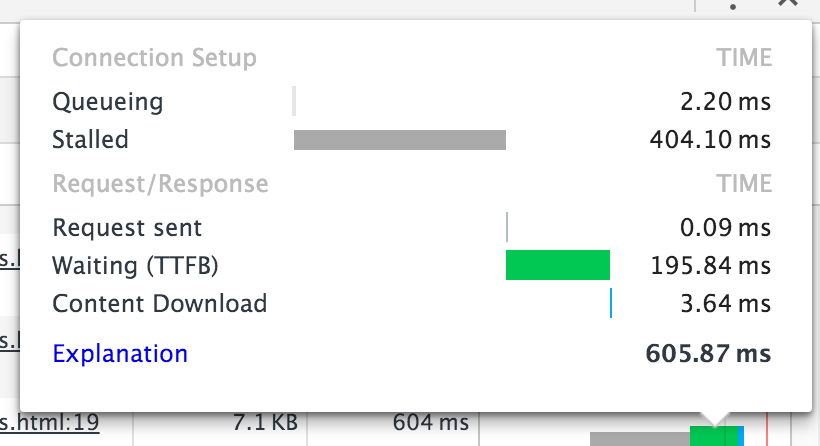 Connection Setup TIME
Queueing 2.20 ms
Stalled 404.10 ms
Request/Response TIME
Request sent 0.09 ms
Waiting (TTFB) 195.84 ms
Content Download 3.64 ms
Explanation 605.87 ms
s.html:19 7.1 KB 604 ms